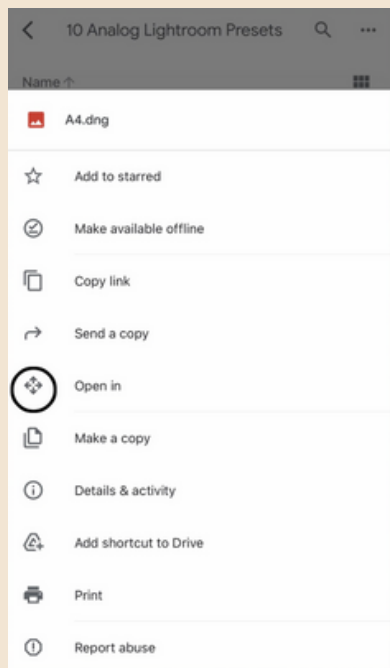 10 Analog Lightroom Presets
Name ↑
A4.dng
Add to starred
Make available offline
Copy link
Send a copy
Open in
Make a copy
Details & activity
Add shortcut to Drive
Print
Report abuse